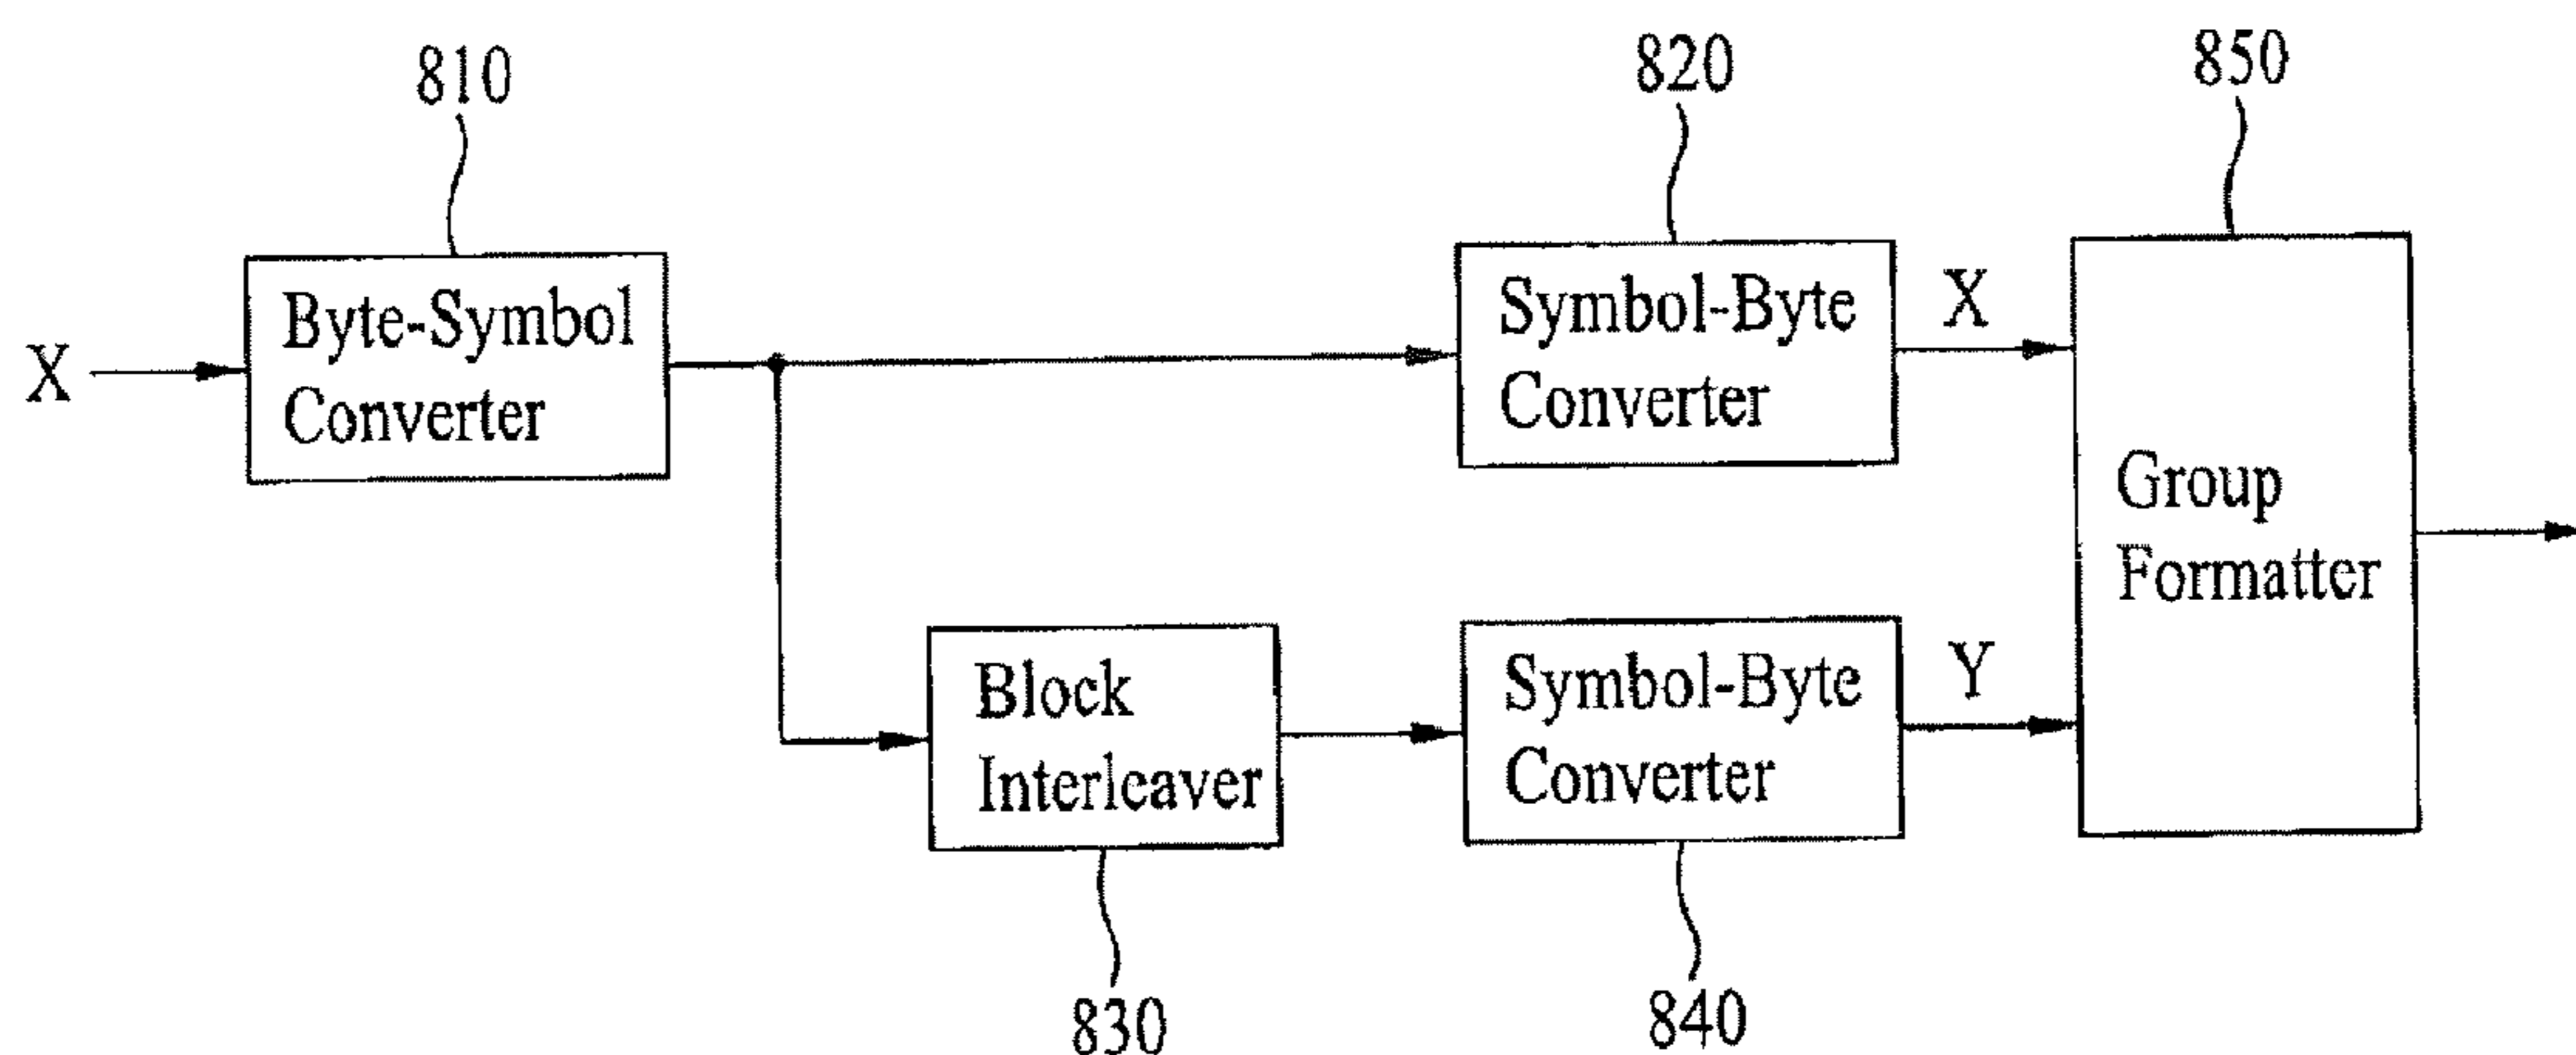 810
820
850
X
Byte-Symbol
Converter
Symbol-Byte
Converter
X
Group
Formatter
Block
Interleaver
Symbol-Byte
Converter
Y
830
840